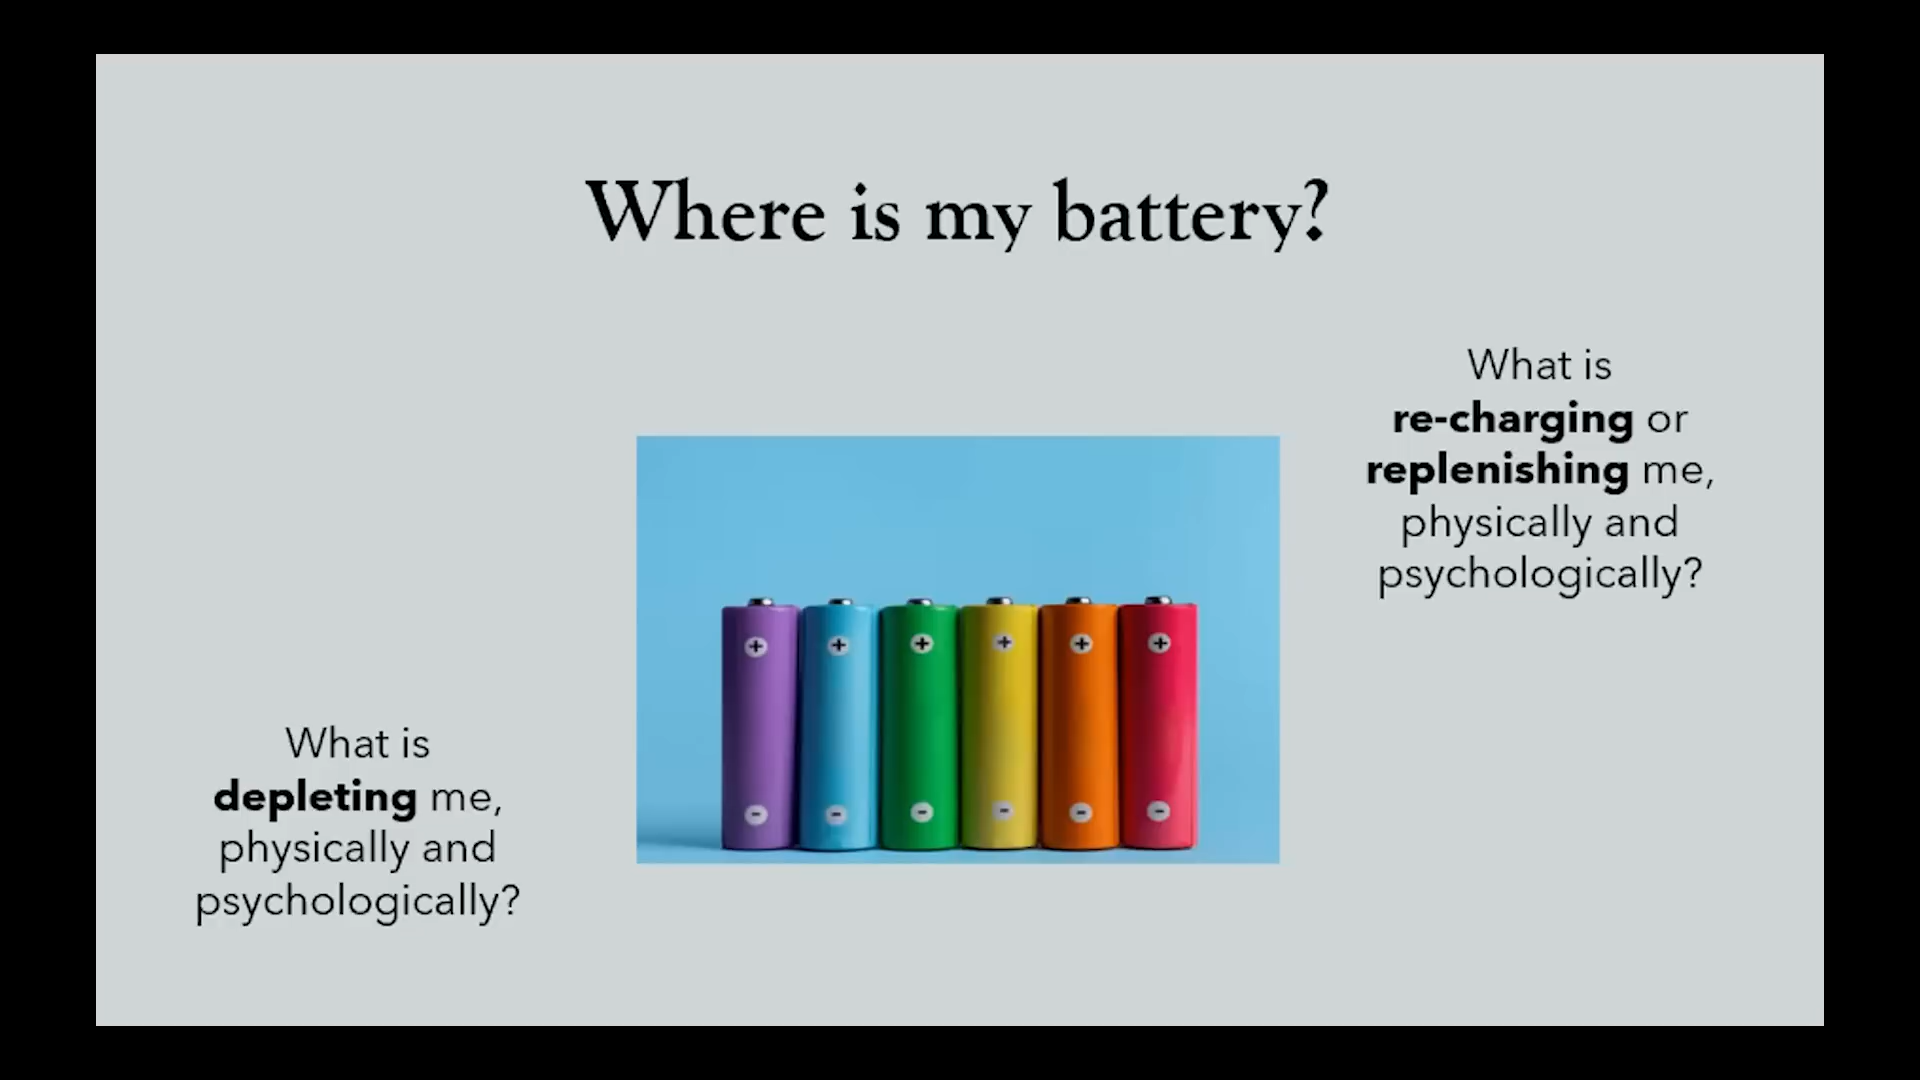 Where is my battery?
What is
re-charging or
replenishing me,
physically and
psychologically?
What is
depleting me,
physically and
psychologically?